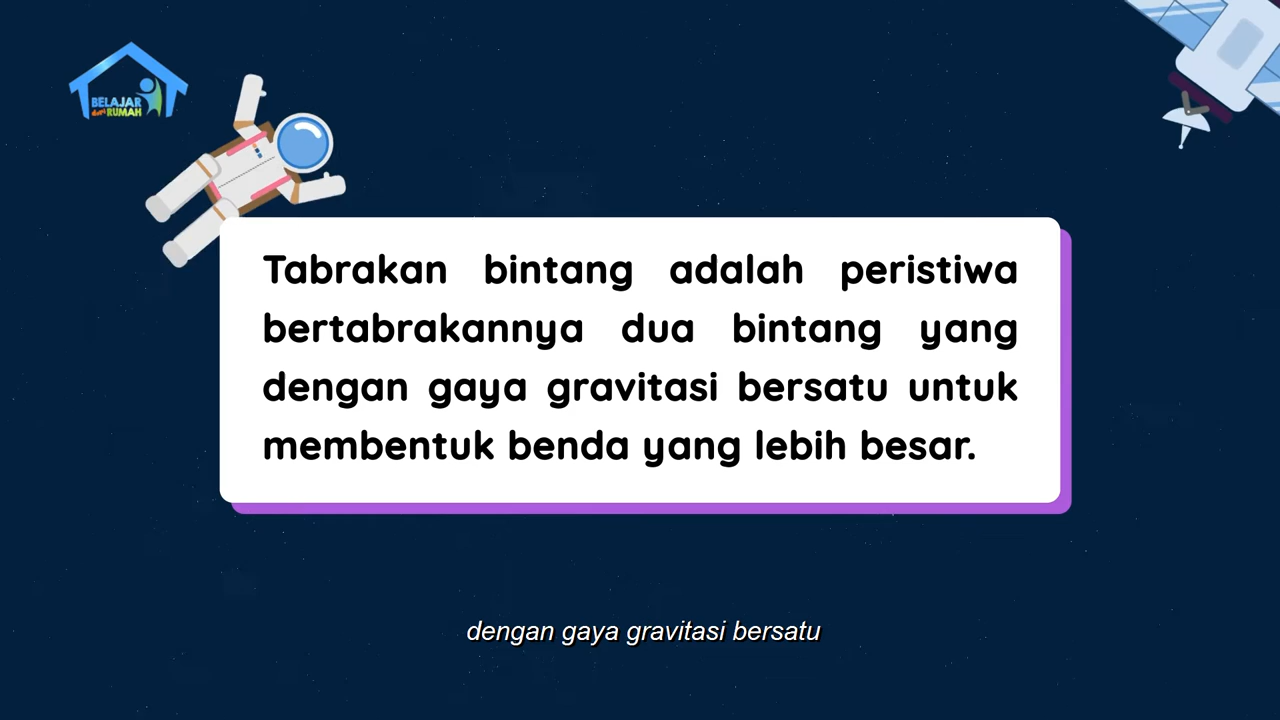 BELAJAR
dari RUMAH
Tabrakan bintang adalah peristiwa
bertabrakannya dua bintang yang
dengan gaya gravitasi bersatu untuk
membentuk benda yang lebih besar.
dengan gaya gravitasi bersatu